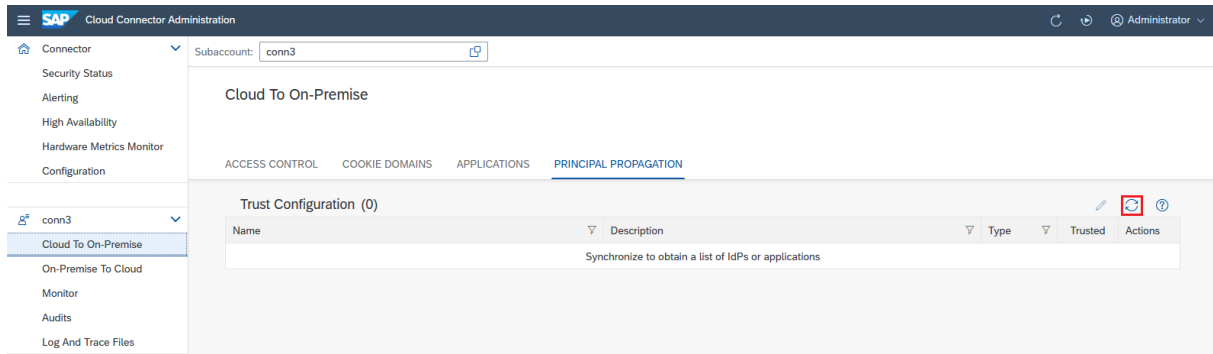 SAP Cloud Connector Administration
Administrator
Connector
Security Status
Alerting
High Availability
Hardware Metrics Monitor
Configuration
conn3
Cloud To On-Premise
On-Premise To Cloud
Monitor
Audits
Log And Trace Files
Subaccount: conn3
Cloud To On-Premise
ACCESS CONTROL COOKIE DOMAINS APPLICATIONS PRINCIPAL PROPAGATION
Trust Configuration (0)
Name Description Type Trusted Actions
Synchronize to obtain a list of IdPs or applications